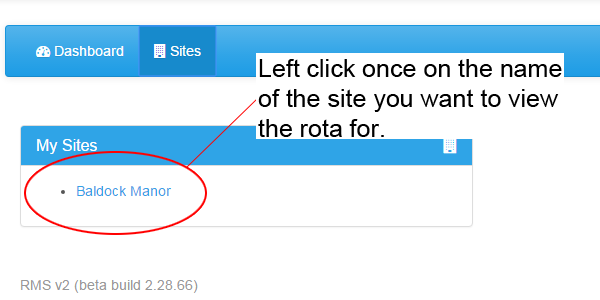 Dashboard Sites
Left click once on the name
of the site you want to view
the rota for.
My Sites
Baldock Manor
RMS v2 (beta build 2.28.66)